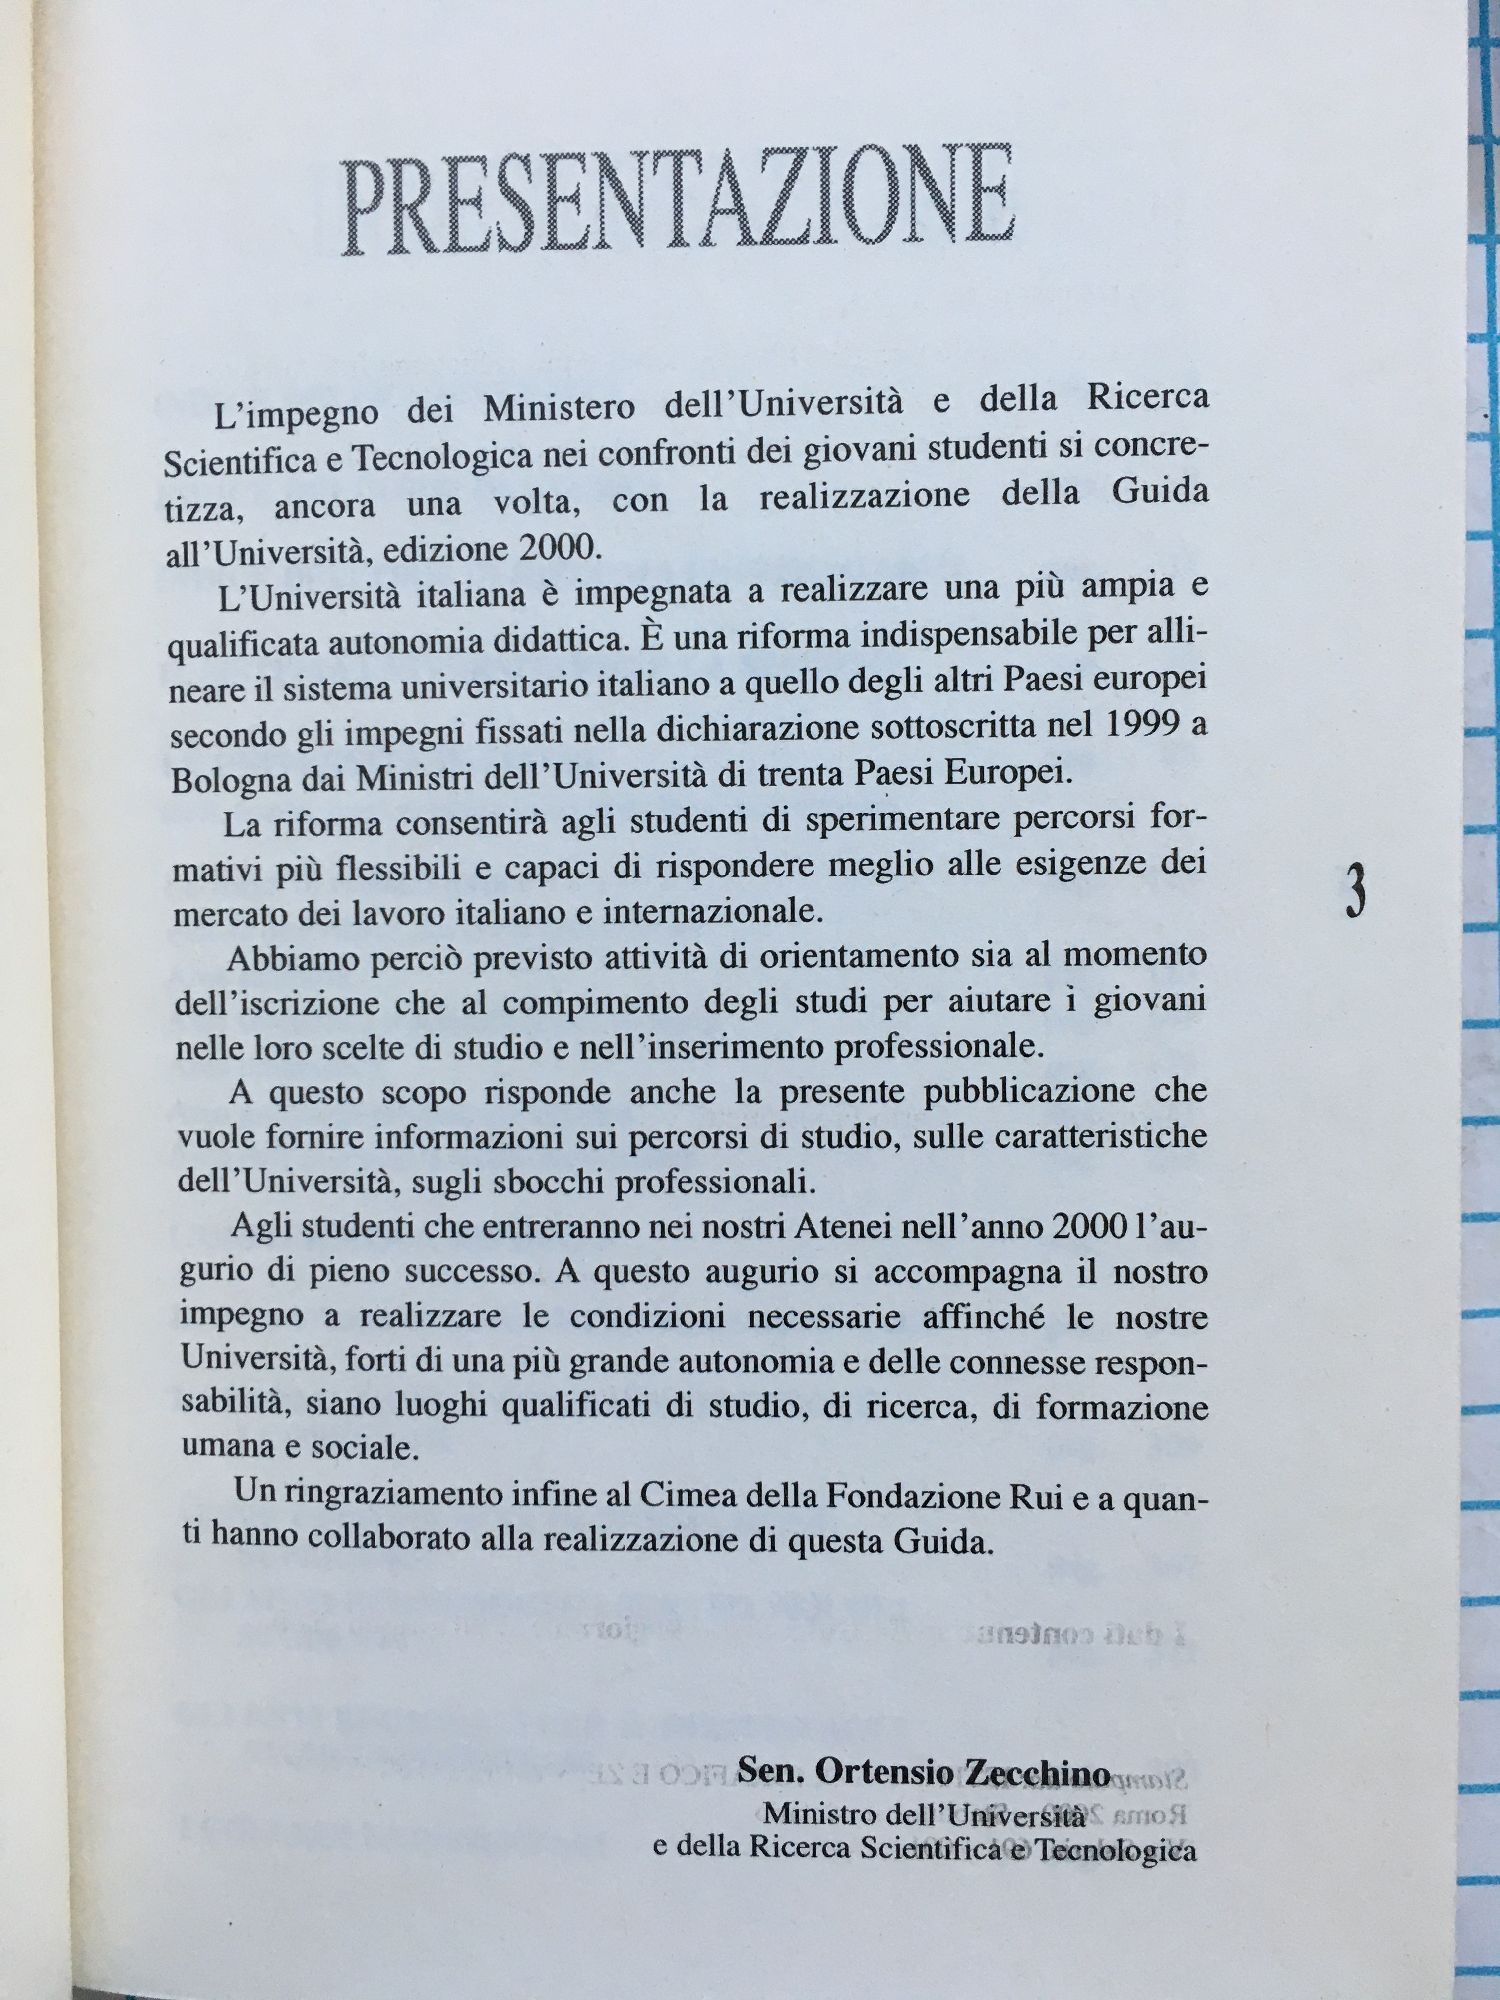 PRESENTAZIONE
L'impegno dei Ministero dell'Università e della Ricerca
Scientifica e Tecnologica nei confronti dei giovani studenti si concre-
tizza, ancora una volta, con la realizzazione della Guida
all'Università, edizione 2000.
L'Università italiana è impegnata a realizzare una più ampia e
qualificata autonomia didattica. È una riforma indispensabile per alli-
neare il sistema universitario italiano a quello degli altri Paesi europei
secondo gli impegni fissati nella dichiarazione sottoscritta nel 1999 a
Bologna dai Ministri dell'Università di trenta Paesi Europei.
La riforma consentirà agli studenti di sperimentare percorsi for-
mativi più flessibili e capaci di rispondere meglio alle esigenze dei
mercato dei lavoro italiano e internazionale.
3
Abbiamo perciò previsto attività di orientamento sia al momento
dell'iscrizione che al compimento degli studi per aiutare ì giovani
nelle loro scelte di studio e nell'inserimento professionale.
A questo scopo risponde anche la presente pubblicazione che
vuole fornire informazioni sui percorsi di studio, sulle caratteristiche
dell'Università, sugli sbocchi professionali.
Agli studenti che entreranno nei nostri Atenei nell'anno 2000 l'au-
gurio di pieno successo. A questo augurio si accompagna il nostro
impegno a realizzare le condizioni necessarie affinché le nostre
Università, forti di una più grande autonomia e delle connesse respon-
sabilità, siano luoghi qualificati di studio, di ricerca, di formazione
umana e sociale.
Un ringraziamento infine al Cimea della Fondazione Rui e a quan-
ti hanno collaborato alla realizzazione di questa Guida.
Sen. Ortensio Zecchino
Ministro dell'Università
e della Ricerca Scientifica e Tecnologica